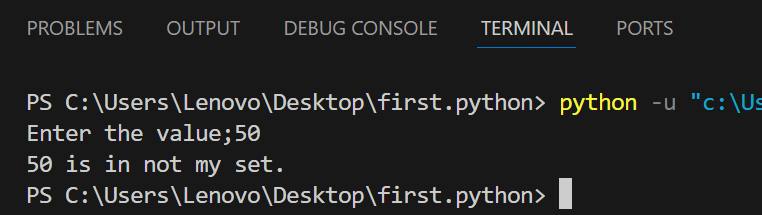 PROBLEMS OUTPUT DEBUG CONSOLE TERMINAL PORTS
PS C:\Users\Lenovo\Desktop\first.python> python -u "c:\Us
Enter the value;50
50 is in not my set.
PS C:\Users\Lenovo\Desktop\first.python>